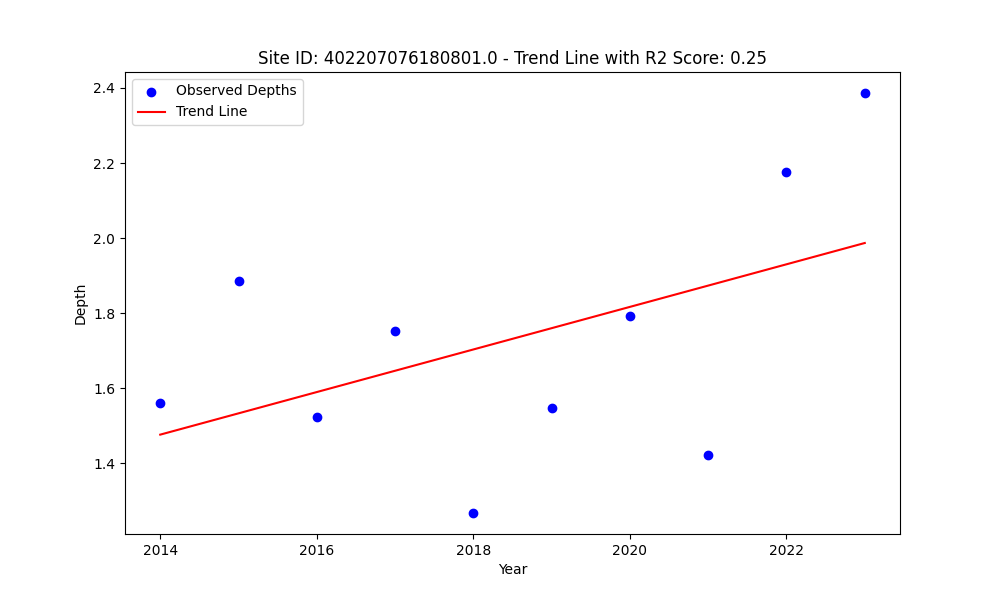 Site ID: 402207076180801.0 - Trend Line with R2 Score: 0.25
Observed Depths
Trend Line
2.4
2.2
2.0
1.8
1.6
1.4
Depth
2014
2016
2018
2020
2022
Year